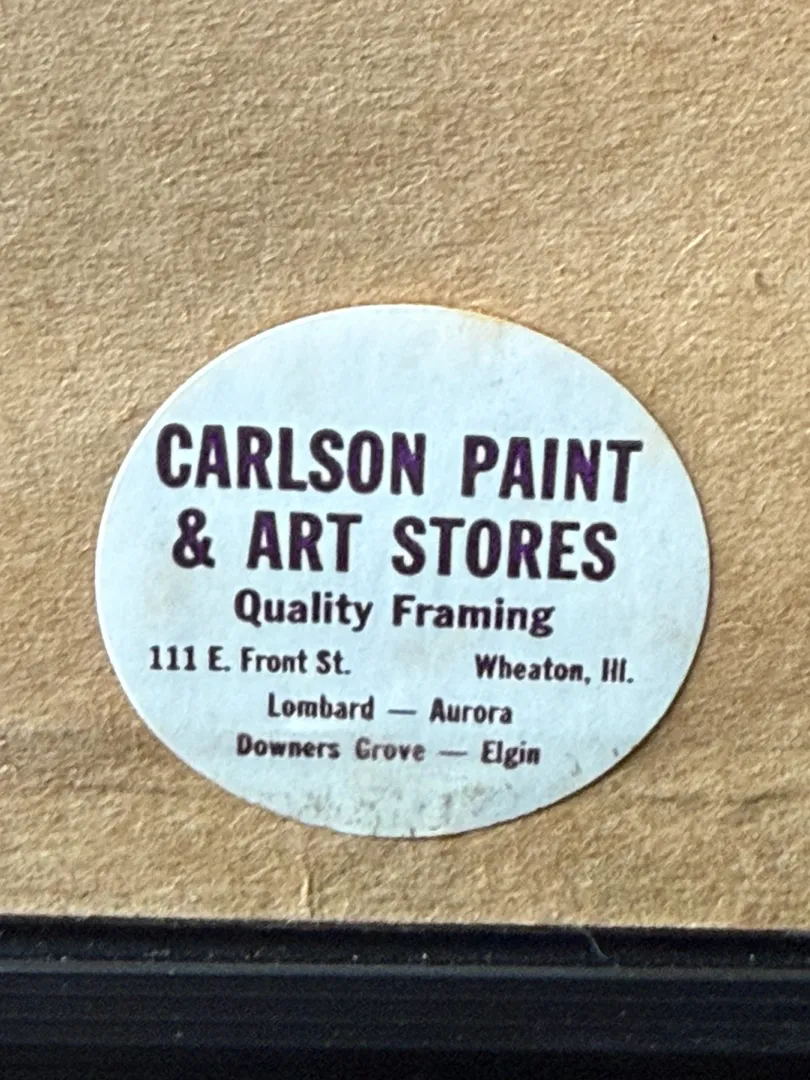 CARLSON PAINT
& ART STORES
Quality Framing
111 E. Front St. Wheaton, Ill.
Lombard — Aurora
Downers Grove — Elgin